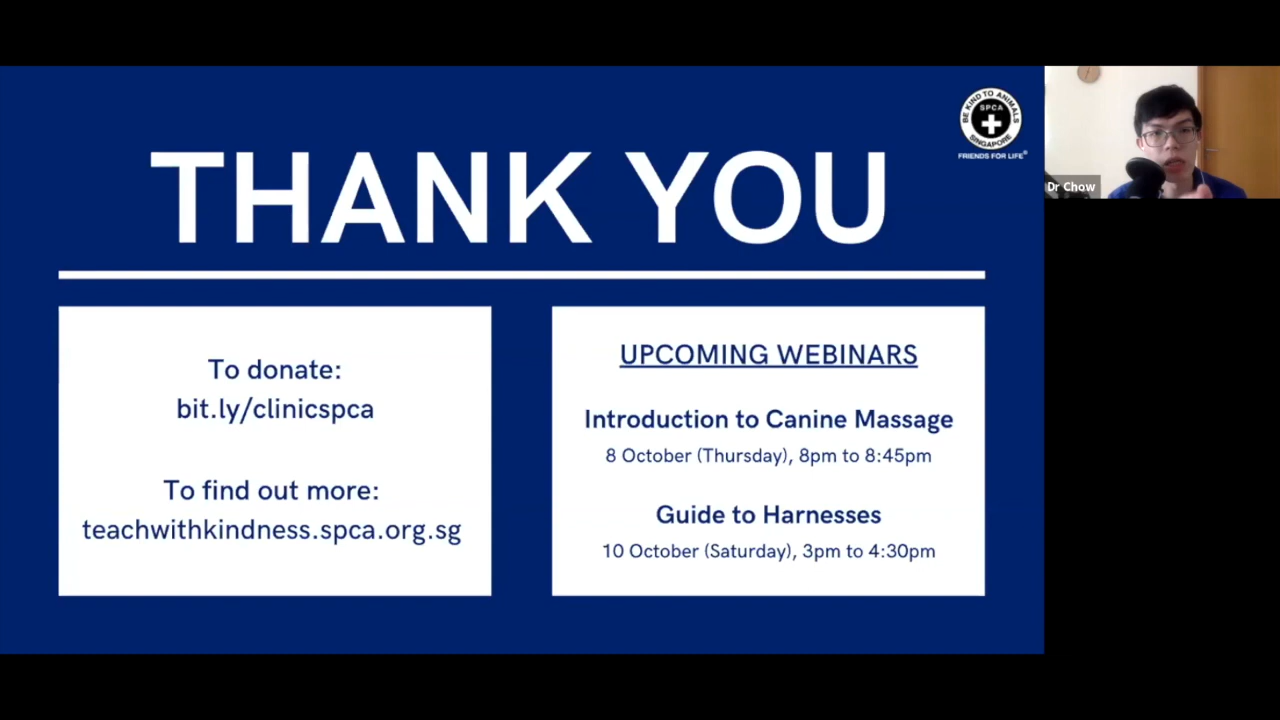 BE KIND TO ANIMALS
SPCA
SINGAPORE
FRIENDS FOR LIFE®
THANK YOU
Dr Chow
To donate:
bit.ly/clinicspca
To find out more:
teachwithkindness.spca.org.sg
UPCOMING WEBINARS
Introduction to Canine Massage
8 October (Thursday), 8pm to 8:45pm
Guide to Harnesses
10 October (Saturday), 3pm to 4:30pm